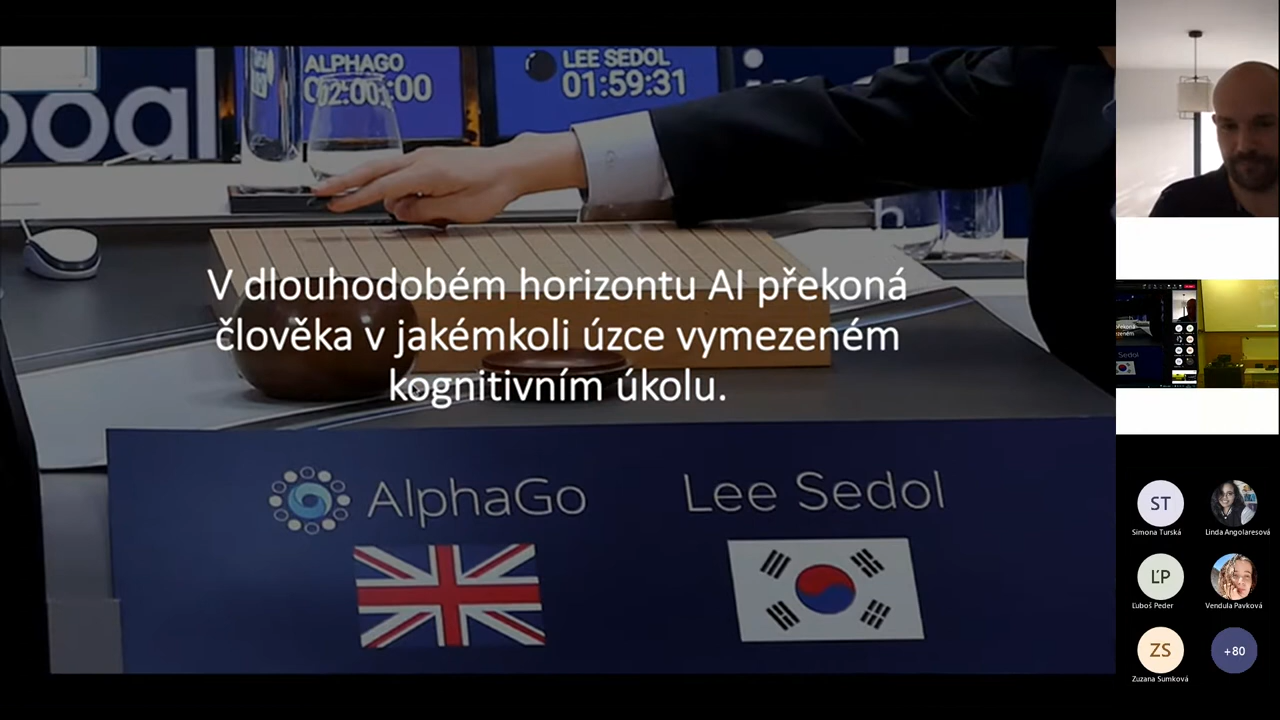 ALPHAGO
02:00:00
LEE SEDOL
01:59:31
V dlouhodobém horizontu AI překoná
člověka v jakémkoli úzce vymezeném
kognitivním úkolu.
AlphaGo
Lee Sedol
ST
Simona Turská
Linda Angolaresová
ĽP
Ľuboš Peder
Vendula Pavková
ZS
Zuzana Sumková
+80